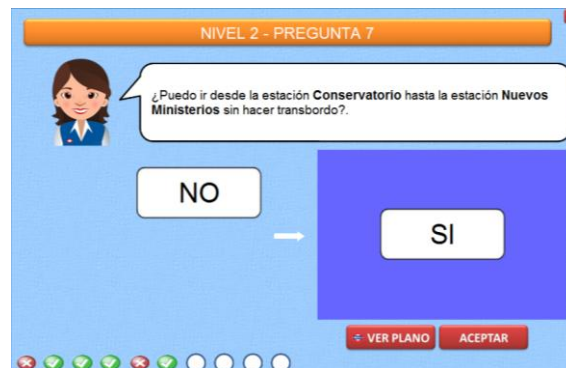 NIVEL 2 - PREGUNTA 7
¿Puedo ir desde la estación Conservatorio hasta la estación Nuevos
Ministerios sin hacer transbordo?.
NO
SI
VER PLANO
ACEPTAR